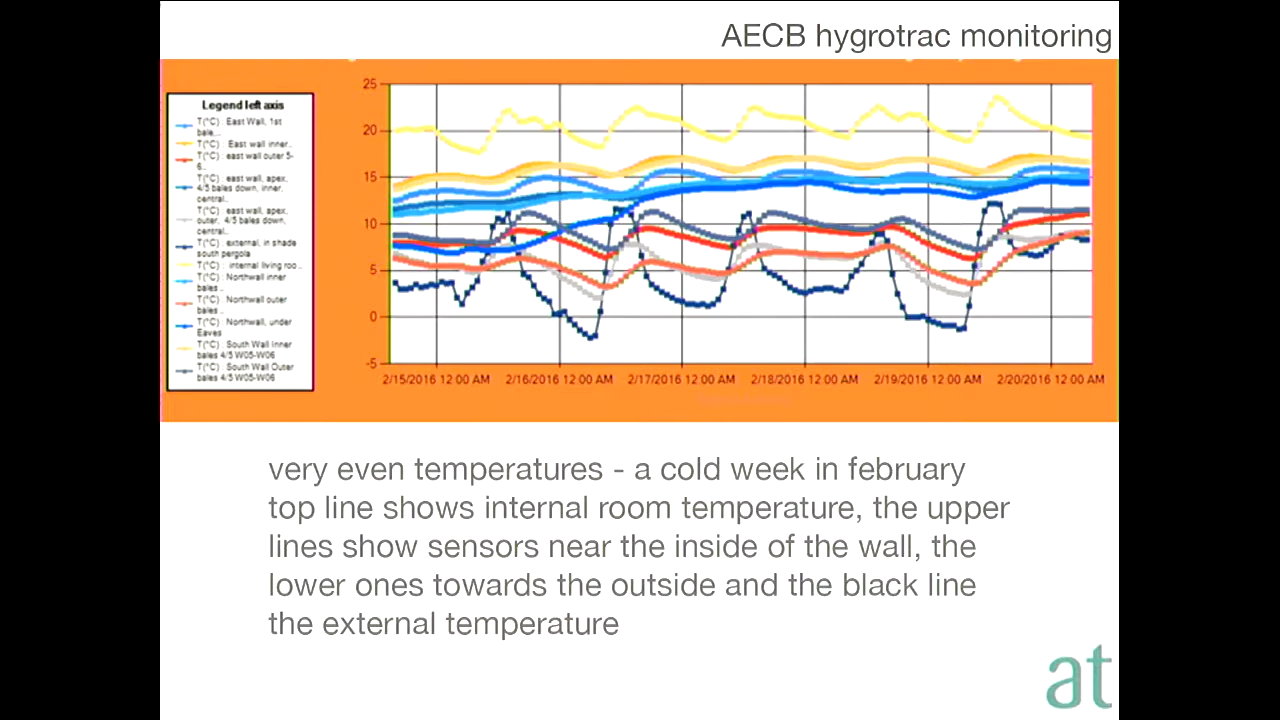 AECB hygrotrac monitoring
Legend left axis
T(°C) : East Wall, 1st
bale,..
T(°C) : East wall inner..
T(°C) : east wall outer 5-
6..
T(°C) : east wall, apex,
4/5 bales down, inner,
central..
T(°C) : east wall, apex,
outer, 4/5 bales down,
central..
T(°C) : external, in shade
south pergola
T(°C) : internal living roo..
T(°C) : Northwall inner
bales..
T(°C) : Northwall outer
bales..
T(°C) : Northwall, under
Eaves
T(°C) : South Wall Inner
bales 4/5 W05-W06
T(°C) : South Wall Outer
bales 4/5 W05-W06
25
20
15
10
5
0
-5
2/15/2016 12:00 AM 2/16/2016 12:00 AM 2/17/2016 12:00 AM 2/18/2016 12:00 AM 2/19/2016 12:00 AM 2/20/2016 12:00 AM
very even temperatures - a cold week in february
top line shows internal room temperature, the upper
lines show sensors near the inside of the wall, the
lower ones towards the outside and the black line
the external temperature
at